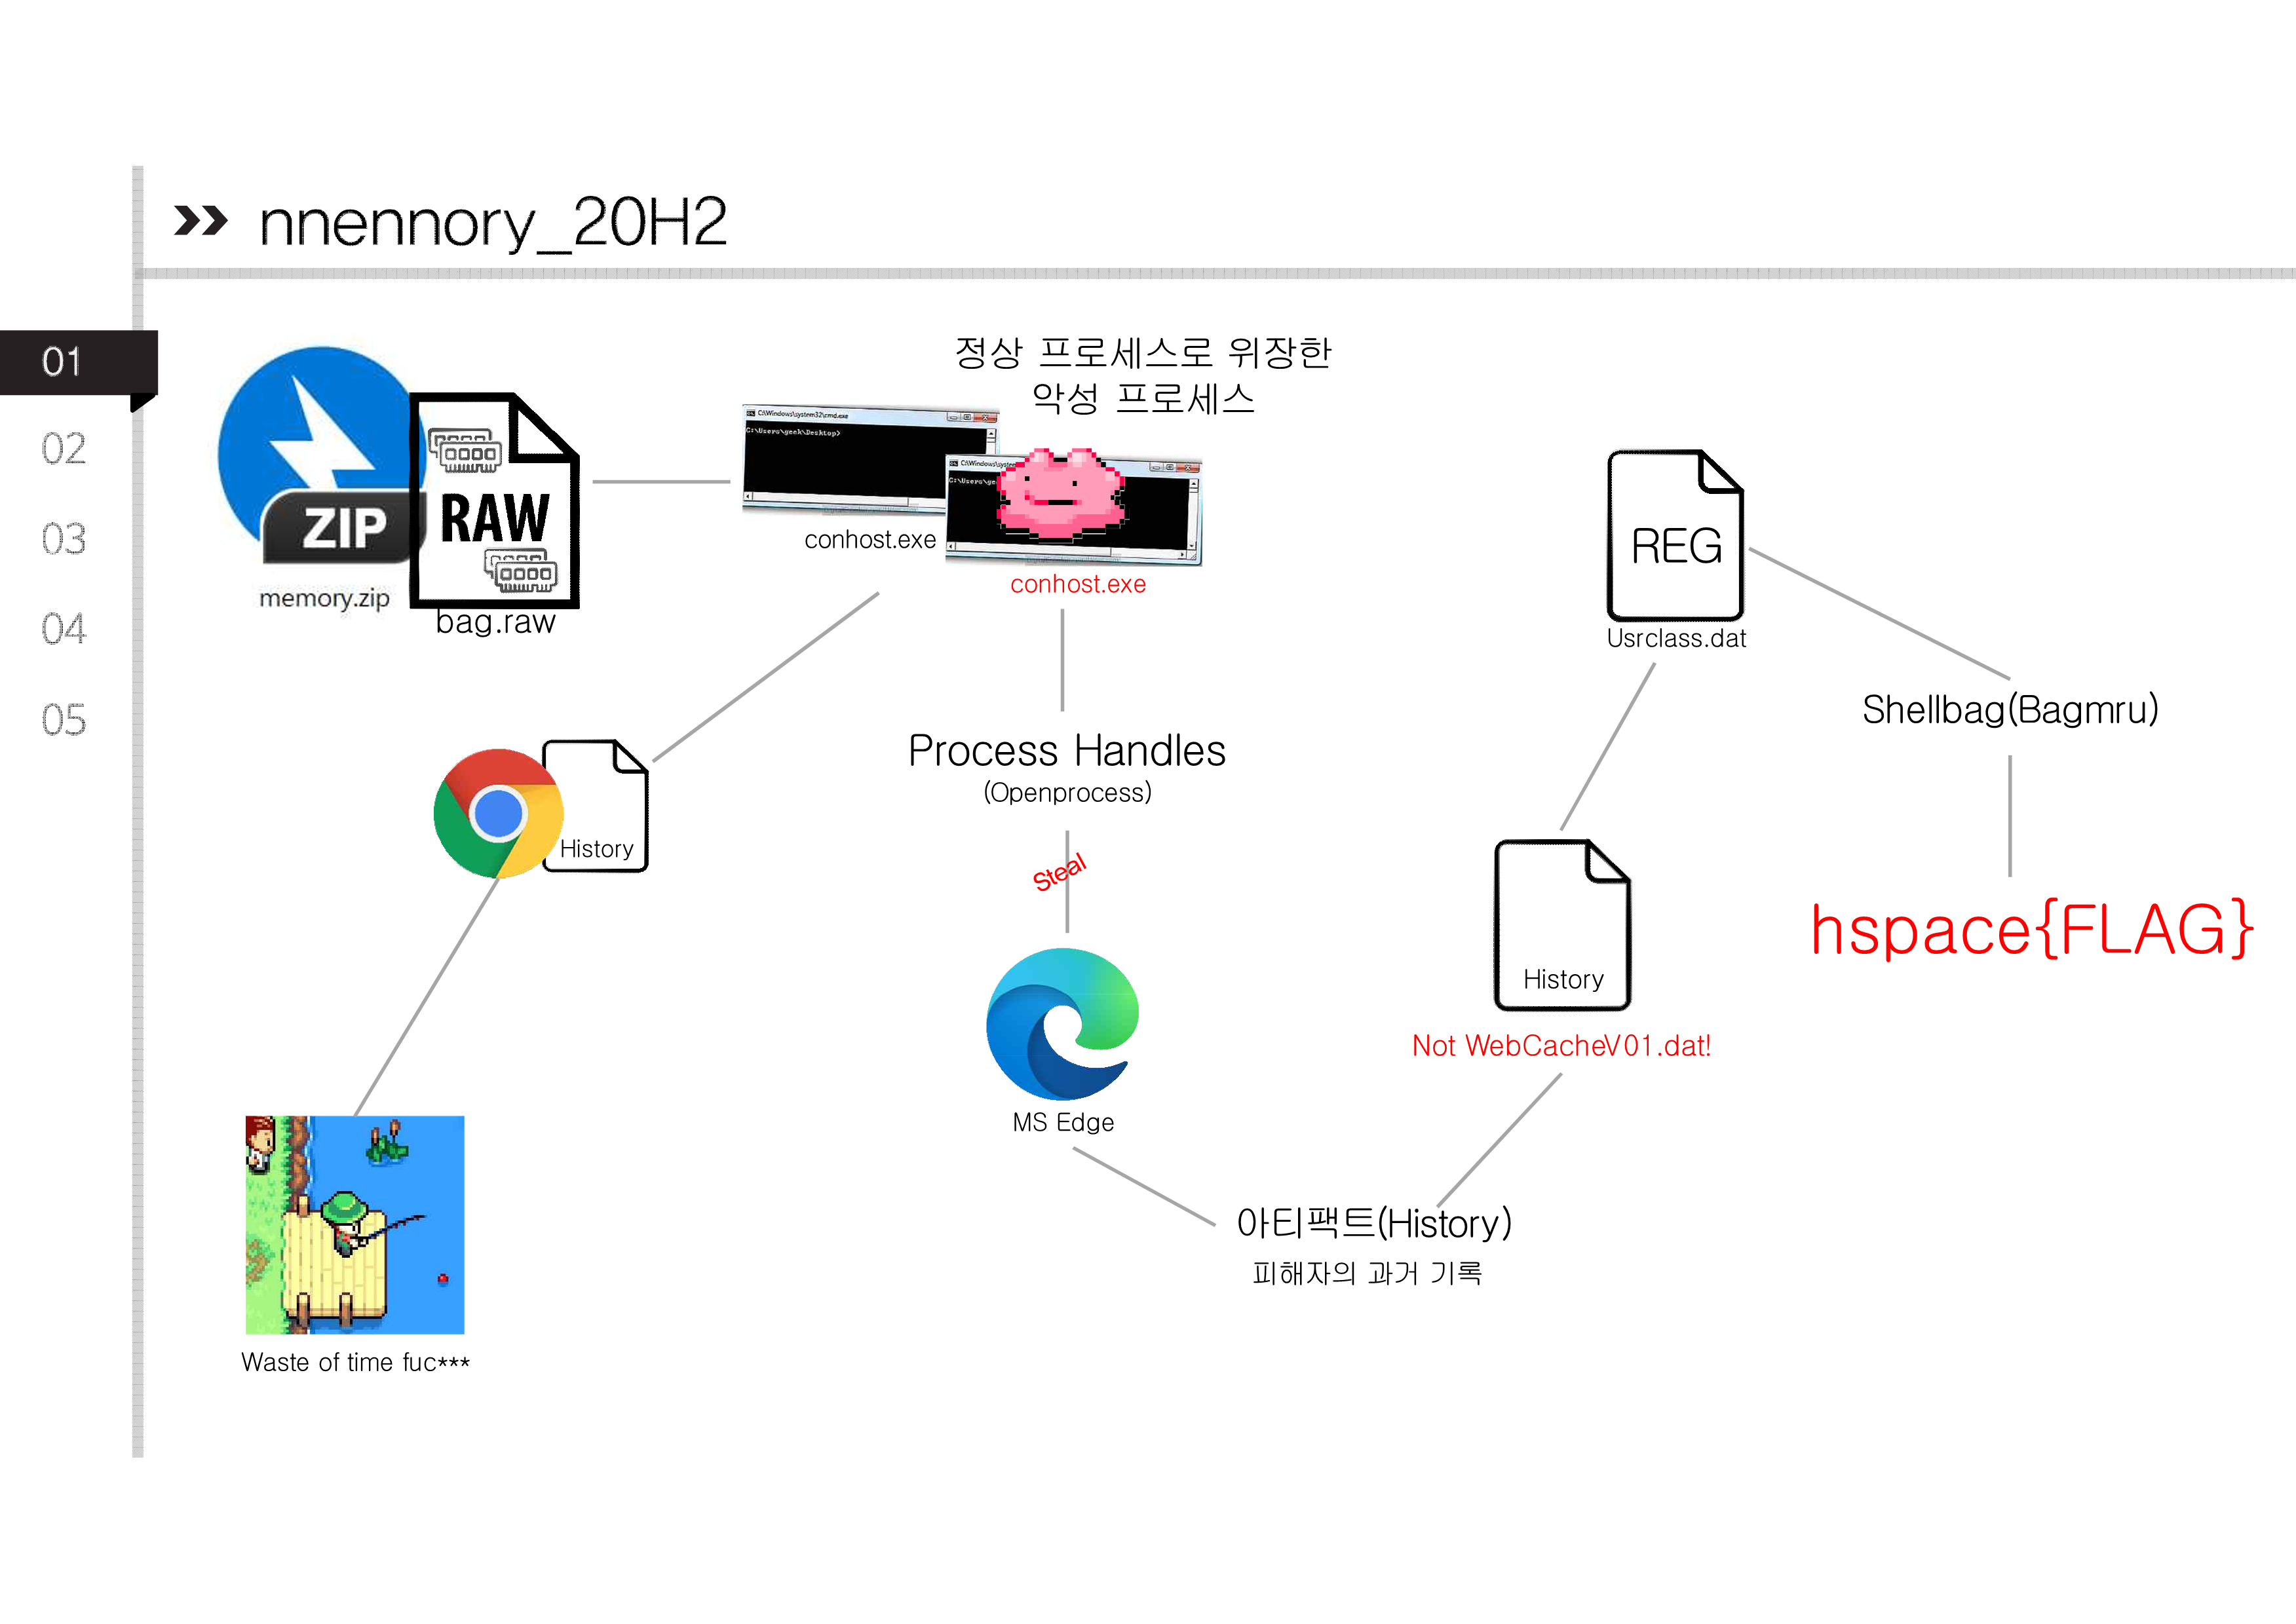 nnennory_20H2
01
02
03
04
05
ZIP
memory.zip
RAW
bag.raw
C:\Windows\system32\cmd.exe
C:\Users\geek\Desktop>
conhost.exe
정상 프로세스로 위장한
악성 프로세스
C:\Windows\syste
C:\Users\ge
conhost.exe
History
Waste of time fuc***
Process Handles
(Openprocess)
Steal
MS Edge
아티팩트(History)
피해자의 과거 기록
History
Not WebCacheV01.dat!
REG
Usrclass.dat
Shellbag(Bagmru)
hspace{FLAG}